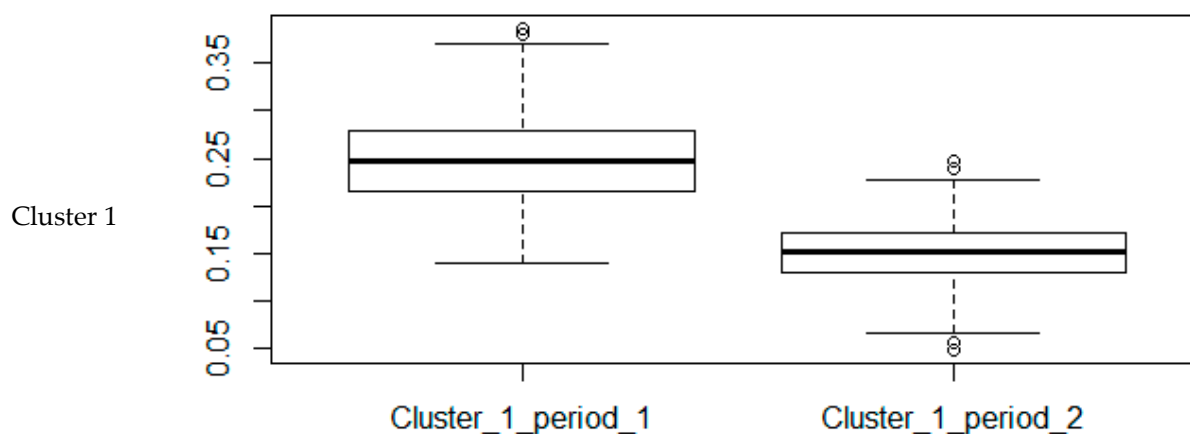 Cluster 1
0.35
0.25
0.15
0.05
Cluster_1_period_1
Cluster_1_period_2